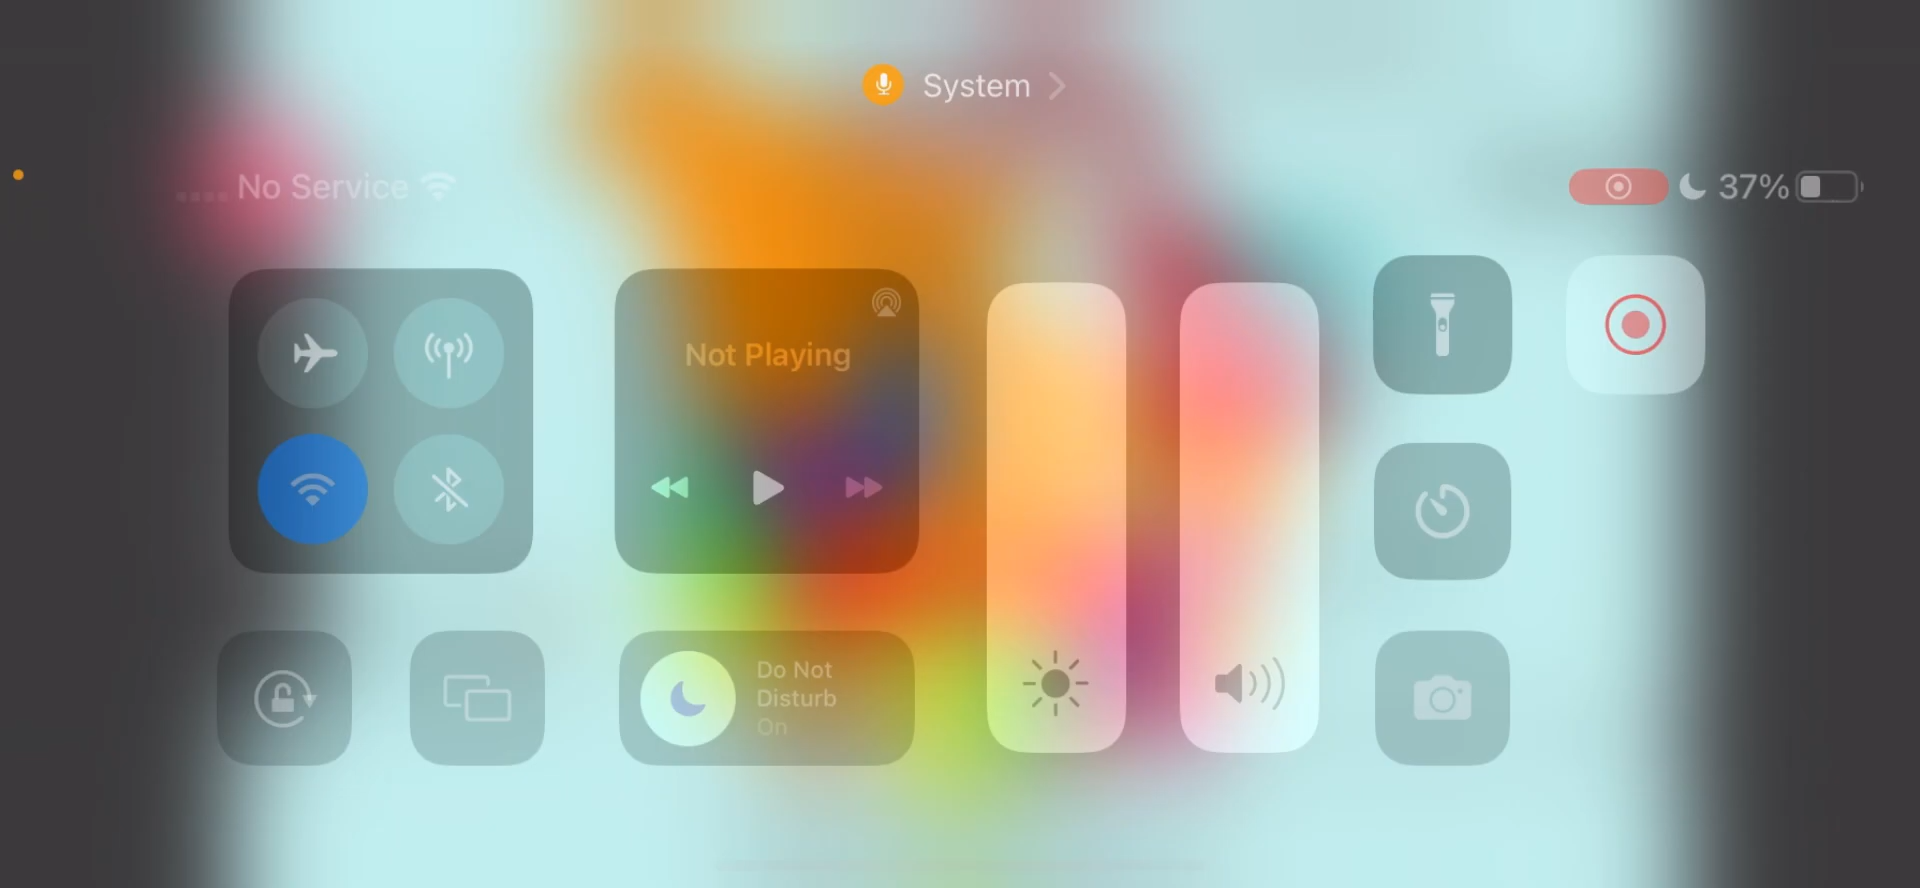 System
No Service
37%
Not Playing
Do Not
Disturb
On